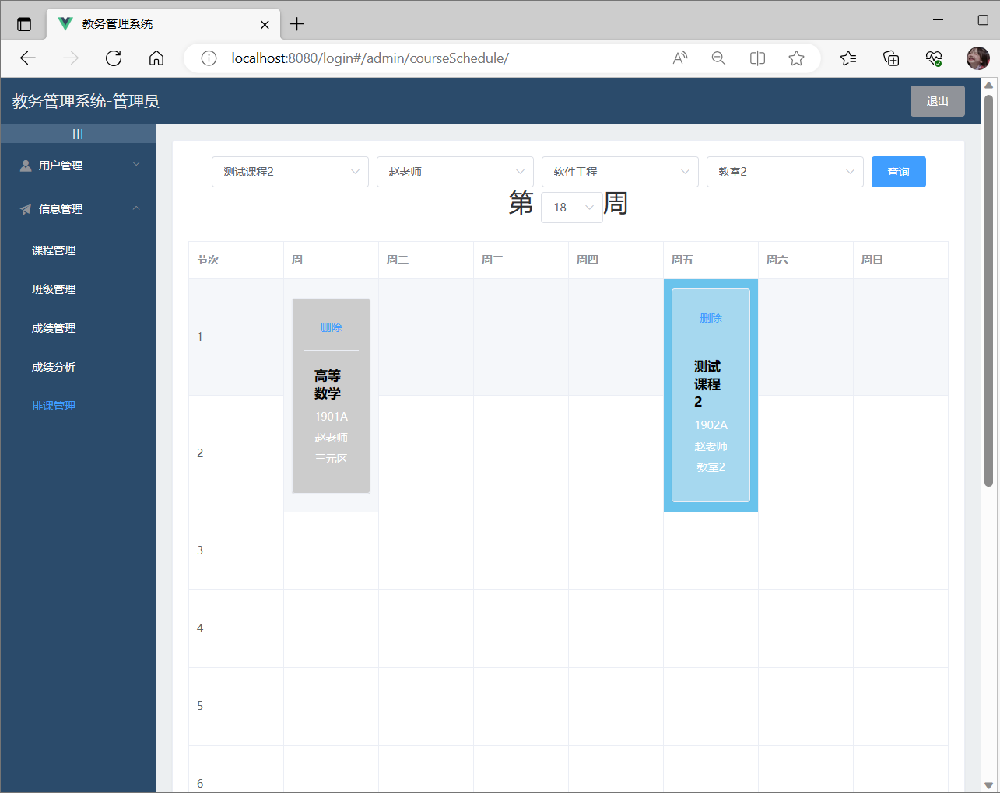 教务管理系统
localhost:8080/login#/admin/courseSchedule/
教务管理系统-管理员
退出
用户管理
信息管理
课程管理
班级管理
成绩管理
成绩分析
排课管理
测试课程2 赵老师 软件工程 教室2 查询
第 18 周
节次 周一 周二 周三 周四 周五 周六 周日
1
删除
高等
数学
1901A
赵老师
三元区
删除
测试
课程
2
1902A
赵老师
教室2
2
3
4
5
6